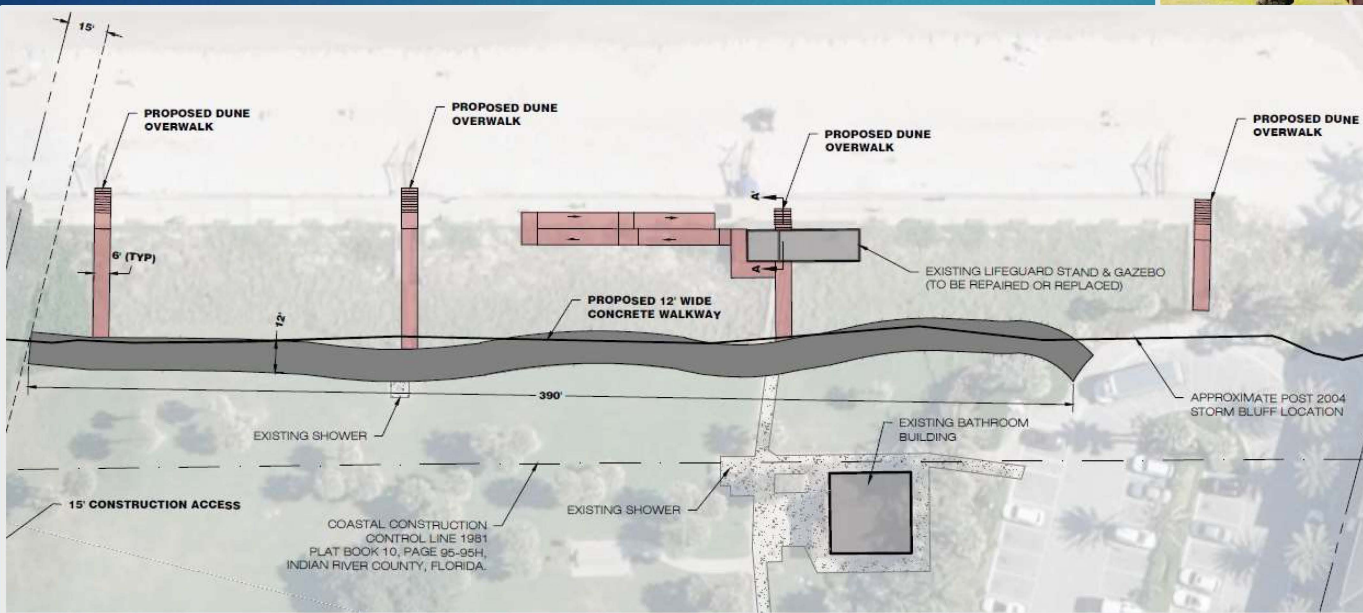 15'
PROPOSED DUNE
OVERWALK
PROPOSED DUNE
OVERWALK
PROPOSED DUNE
OVERWALK
PROPOSED DUNE
OVERWALK
A'
6' (TYP)
A
EXISTING LIFEGUARD STAND & GAZEBO
(TO BE REPAIRED OR REPLACED)
PROPOSED 12' WIDE
CONCRETE WALKWAY
12'
390'
APPROXIMATE POST 2004
STORM BLUFF LOCATION
EXISTING SHOWER
EXISTING BATHROOM
BUILDING
15' CONSTRUCTION ACCESS
EXISTING SHOWER
COASTAL CONSTRUCTION
CONTROL LINE 1981
PLAT BOOK 10, PAGE 95-95H,
INDIAN RIVER COUNTY, FLORIDA.